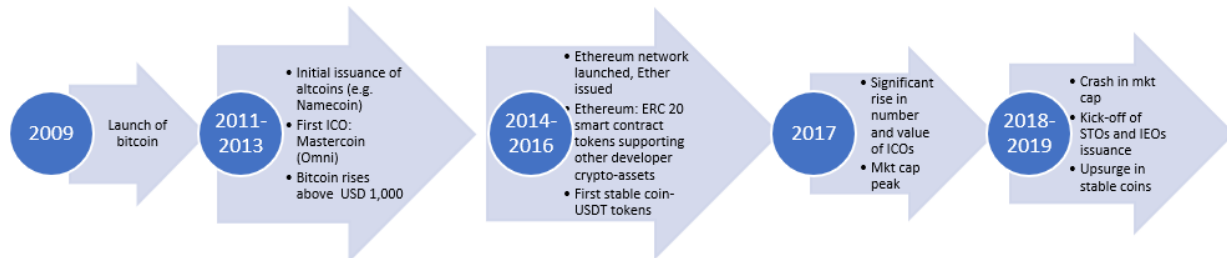 2009
Launch of
bitcoin
2011-
2013
• Initial issuance of
altcoins (e.g.
Namecoin)
• First ICO:
Mastercoin
(Omni)
• Bitcoin rises
above USD 1,000
2014-
2016
• Ethereum network
launched, Ether
issued
• Ethereum: ERC 20
smart contract
tokens supporting
other developer
crypto-assets
• First stable coin-
USDT tokens
2017
• Significant
rise in
number
and value
of ICOs
• Mkt cap
peak
2018-
2019
• Crash in mkt
cap
• Kick-off of
STOs and IEOs
issuance
• Upsurge in
stable coins